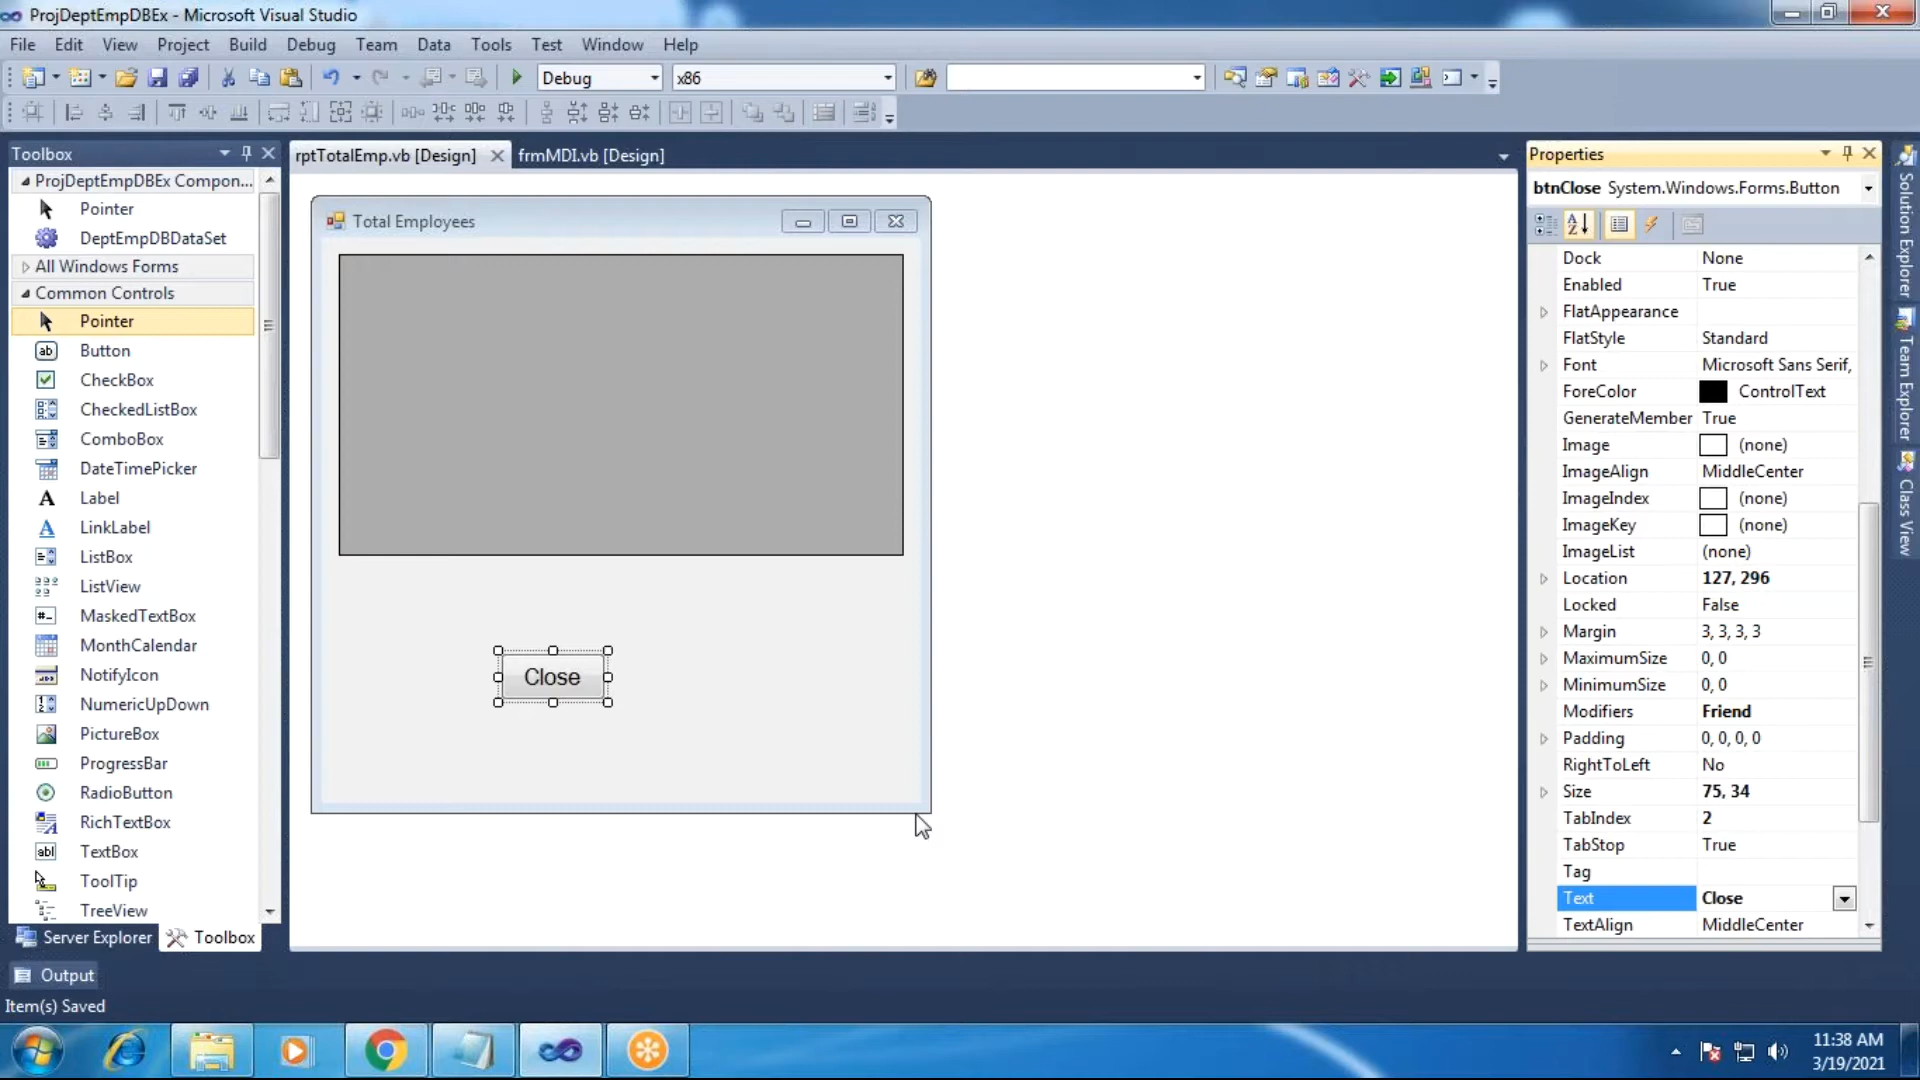 ProjDeptEmpDBEx - Microsoft Visual Studio
File Edit View Project Build Debug Team Data Tools Test Window Help
Debug x86
Toolbox
ProjDeptEmpDBEx Compon...
Pointer
DeptEmpDBDataSet
All Windows Forms
Common Controls
Pointer
Button
CheckBox
CheckedListBox
ComboBox
DateTimePicker
Label
LinkLabel
ListBox
ListView
MaskedTextBox
MonthCalendar
NotifyIcon
NumericUpDown
PictureBox
ProgressBar
RadioButton
RichTextBox
TextBox
ToolTip
TreeView
Server Explorer Toolbox
rptTotalEmp.vb [Design] frmMDI.vb [Design]
Total Employees
Close
Properties
btnClose System.Windows.Forms.Button
Dock None
Enabled True
FlatAppearance
FlatStyle Standard
Font Microsoft Sans Serif,
ForeColor ControlText
GenerateMember True
Image (none)
ImageAlign MiddleCenter
ImageIndex (none)
ImageKey (none)
ImageList (none)
Location 127, 296
Locked False
Margin 3, 3, 3, 3
MaximumSize 0, 0
MinimumSize 0, 0
Modifiers Friend
Padding 0, 0, 0, 0
RightToLeft No
Size 75, 34
TabIndex 2
TabStop True
Tag
Text Close
TextAlign MiddleCenter
Solution Explorer
Team Explorer
Class View
Output
Item(s) Saved
11:38 AM
3/19/2021